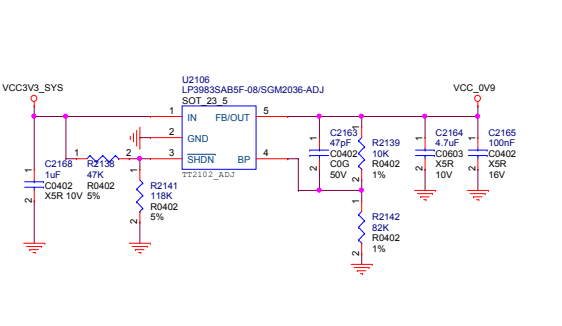 U2106
LP3983SAB5F-08/SGM2036-ADJ
SOT_23_5
VCC3V3_SYS
VCC_0V9
1
IN
FB/OUT
5
2
GND
3
SHDN
BP
4
TT2102_ADJ
1
2
C2168
1uF
C0402
X5R 10V
1
2
R2138
47K
R0402
5%
1
2
R2141
118K
R0402
5%
1
2
C2163
47pF
C0402
C0G
50V
1
2
R2139
10K
R0402
1%
1
2
R2142
82K
R0402
1%
1
2
C2164
4.7uF
C0603
X5R
10V
1
2
C2165
100nF
C0402
X5R
16V